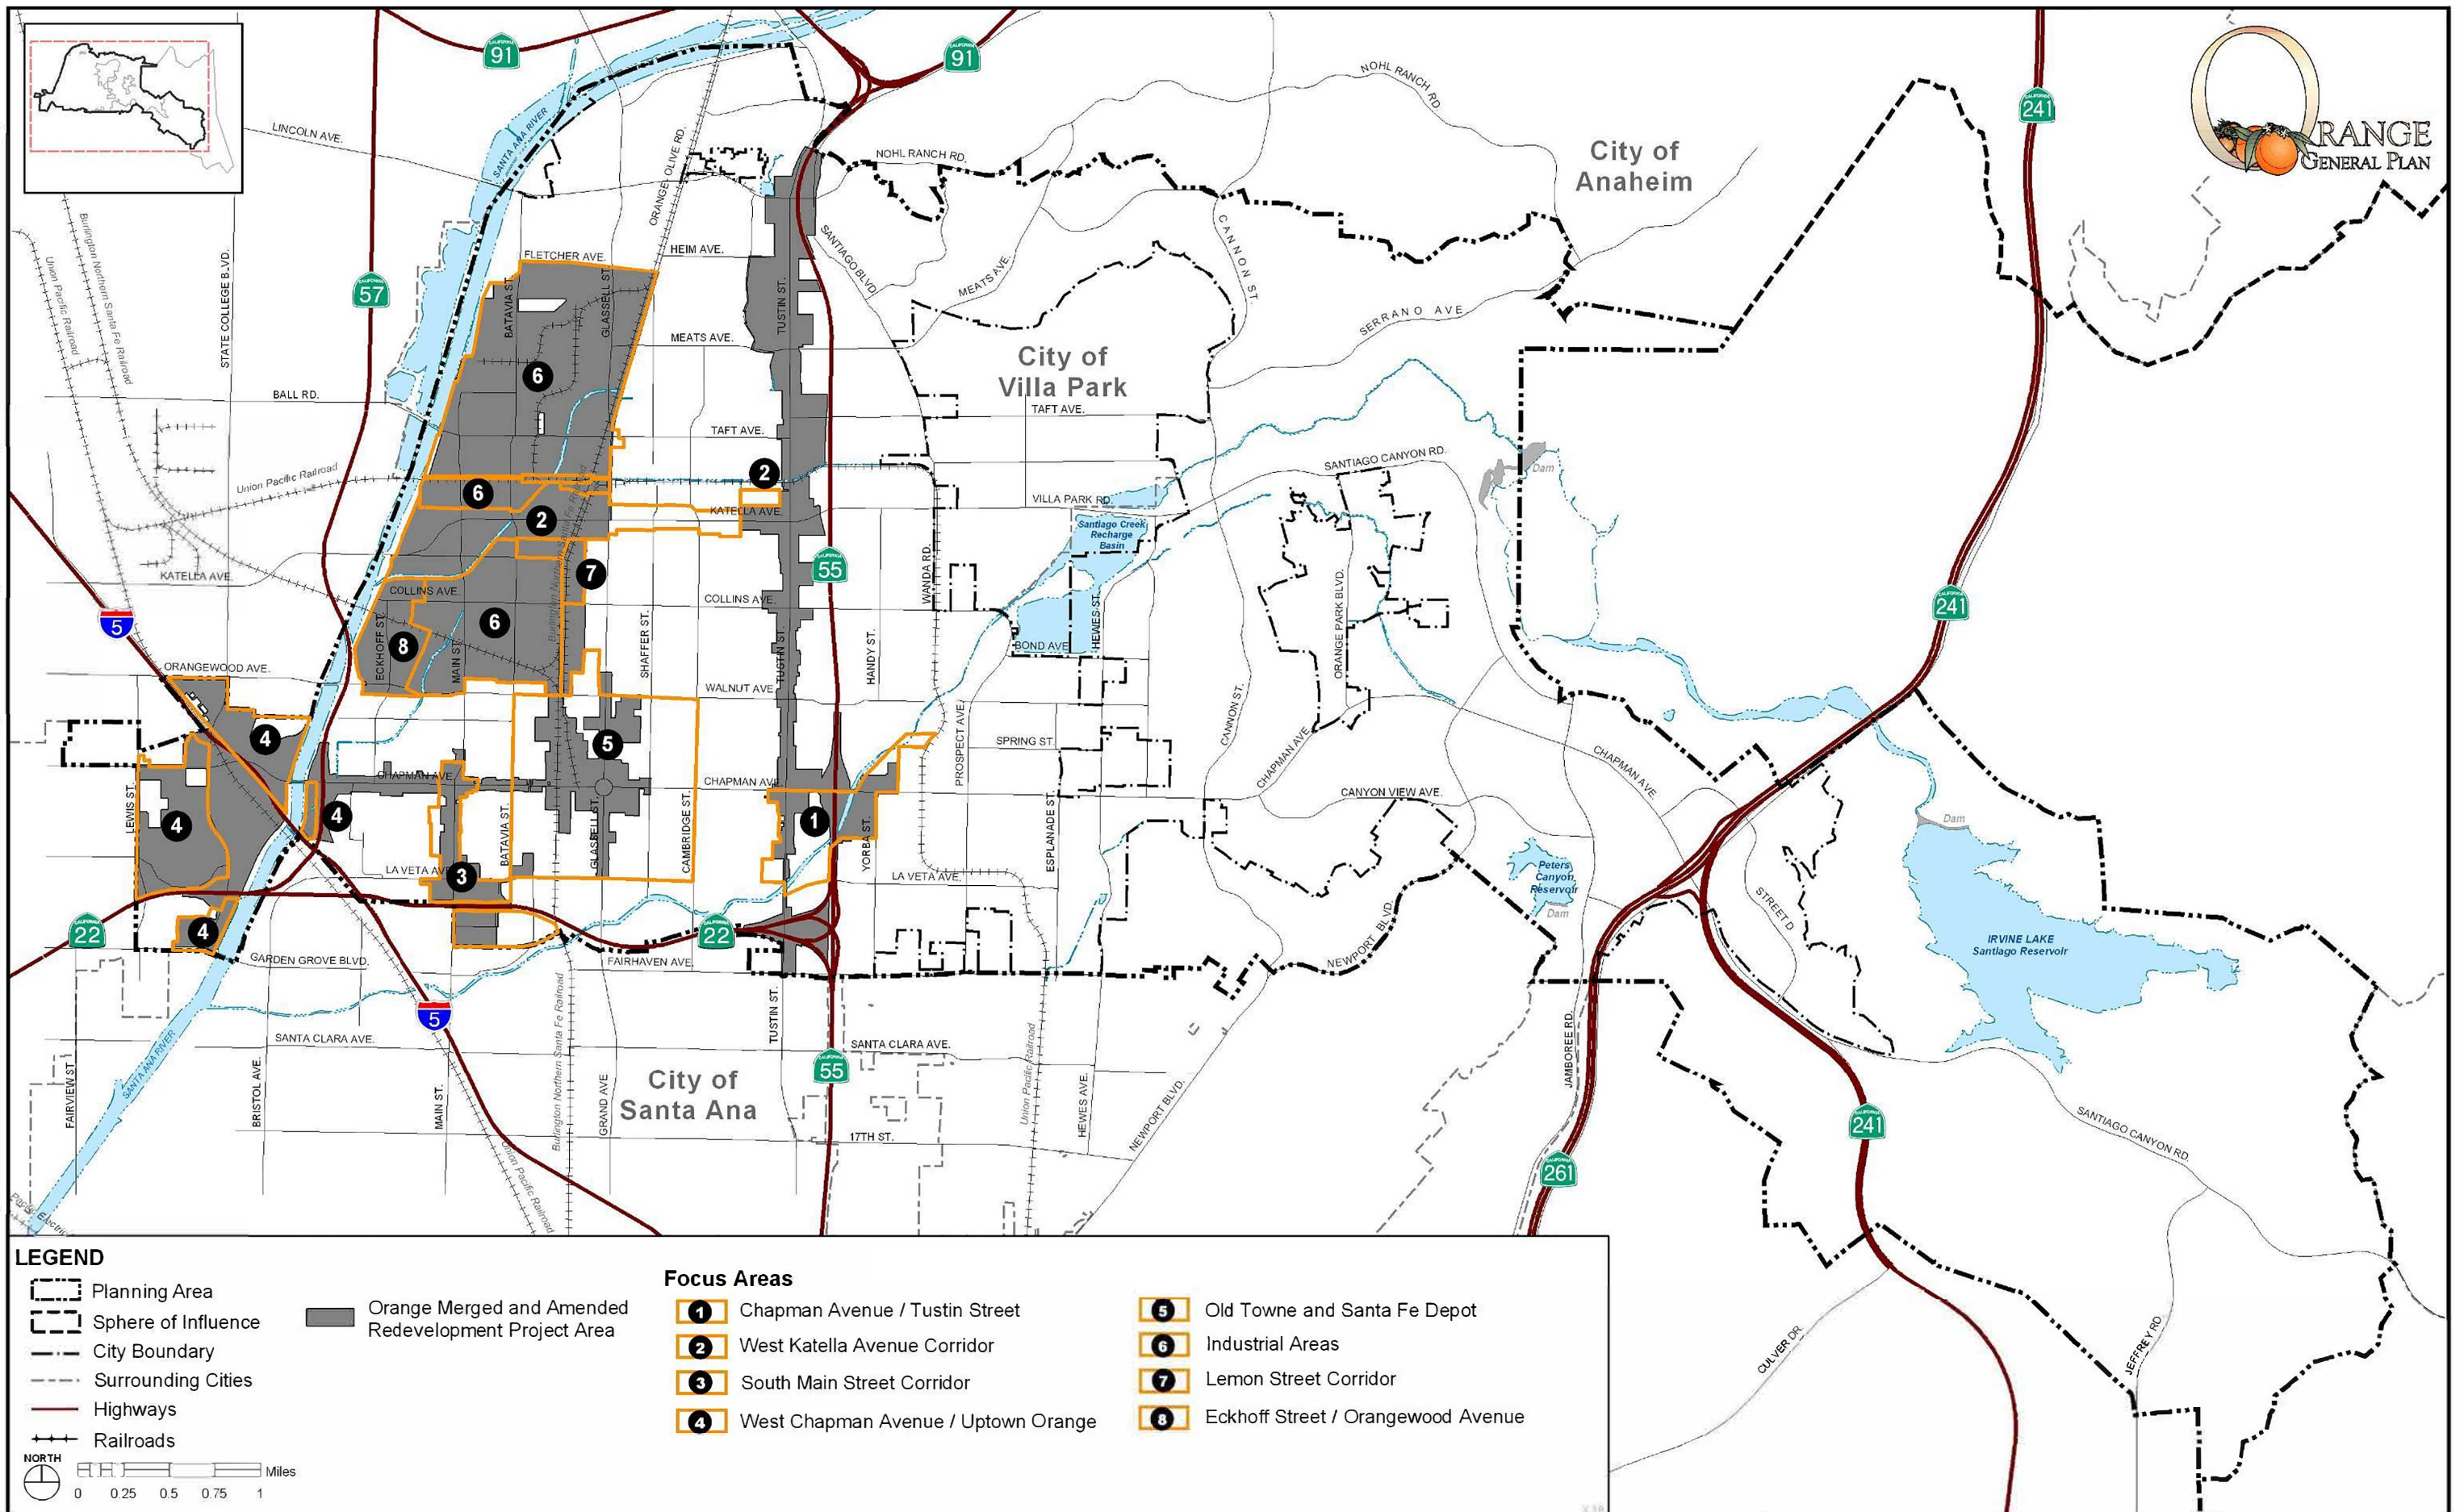 91
91
241
ORANGE
GENERAL PLAN
NOHL RANCH RD.
City of
Anaheim
LINCOLN AVE.
SANTA ANA RIVER
ORANGE-OLIVE RD.
NOHL RANCH RD.
CANNON ST.
SANTIAGO BLVD.
MEATS AVE.
SERRANO AVE
Burlington Northern Santa Fe Railroad
Union Pacific Railroad
STATE COLLEGE BLVD.
57
FLETCHER AVE.
HEIM AVE.
BATAVIA ST.
GLASSELL ST.
TUSTIN ST.
MEATS AVE.
City of
Villa Park
6
BALL RD.
TAFT AVE.
TAFT AVE.
Union Pacific Railroad
6
2
2
KATELLA AVE.
VILLA PARK RD.
SANTIAGO CANYON RD.
Dam
Santiago Creek
Recharge
Basin
Burlington Northern Santa Fe Railroad
KATELLA AVE.
COLLINS AVE.
7
55
COLLINS AVE.
WANDA RD.
HEWES ST.
ORANGE PARK BLVD.
241
5
ECKHOFF ST.
8
MAIN ST.
6
SHAFFER ST.
TUSTIN ST.
HANDY ST.
BOND AVE
ORANGEWOOD AVE.
WALNUT AVE.
4
5
PROSPECT AVE.
SPRING ST.
CANNON ST.
CHAPMAN AVE.
CHAPMAN AVE.
CHAPMAN AVE.
CHAPMAN AVE.
CANYON VIEW AVE.
LEWIS ST.
4
4
BATAVIA ST.
GLASSELL ST.
CAMBRIDGE ST.
1
YORBA ST.
ESPLANADE ST.
Dam
LA VETA AVE.
3
LA VETA AVE.
Peters
Canyon
Reservoir
Dam
STREET D
22
4
22
GARDEN GROVE BLVD.
FAIRHAVEN AVE.
NEWPORT BLVD.
IRVINE LAKE
Santiago Reservoir
5
SANTA ANA RIVER
SANTA CLARA AVE.
SANTA CLARA AVE.
TUSTIN ST.
55
FAIRVIEW ST.
BRISTOL AVE.
MAIN ST.
Union Pacific Railroad
Burlington Northern Santa Fe Railroad
GRAND AVE
City of
Santa Ana
17TH ST.
Union Pacific Railroad
HEWES AVE.
NEWPORT BLVD.
JAMBOREE RD.
261
241
SANTIAGO CANYON RD.
Pacific Electric
CULVER DR.
JEFFREY RD
LEGEND
Planning Area
Sphere of Influence
City Boundary
Surrounding Cities
Highways
Railroads
Orange Merged and Amended
Redevelopment Project Area
Focus Areas
1 Chapman Avenue / Tustin Street
2 West Katella Avenue Corridor
3 South Main Street Corridor
4 West Chapman Avenue / Uptown Orange
5 Old Towne and Santa Fe Depot
6 Industrial Areas
7 Lemon Street Corridor
8 Eckhoff Street / Orangewood Avenue
NORTH
Miles
0 0.25 0.5 0.75 1